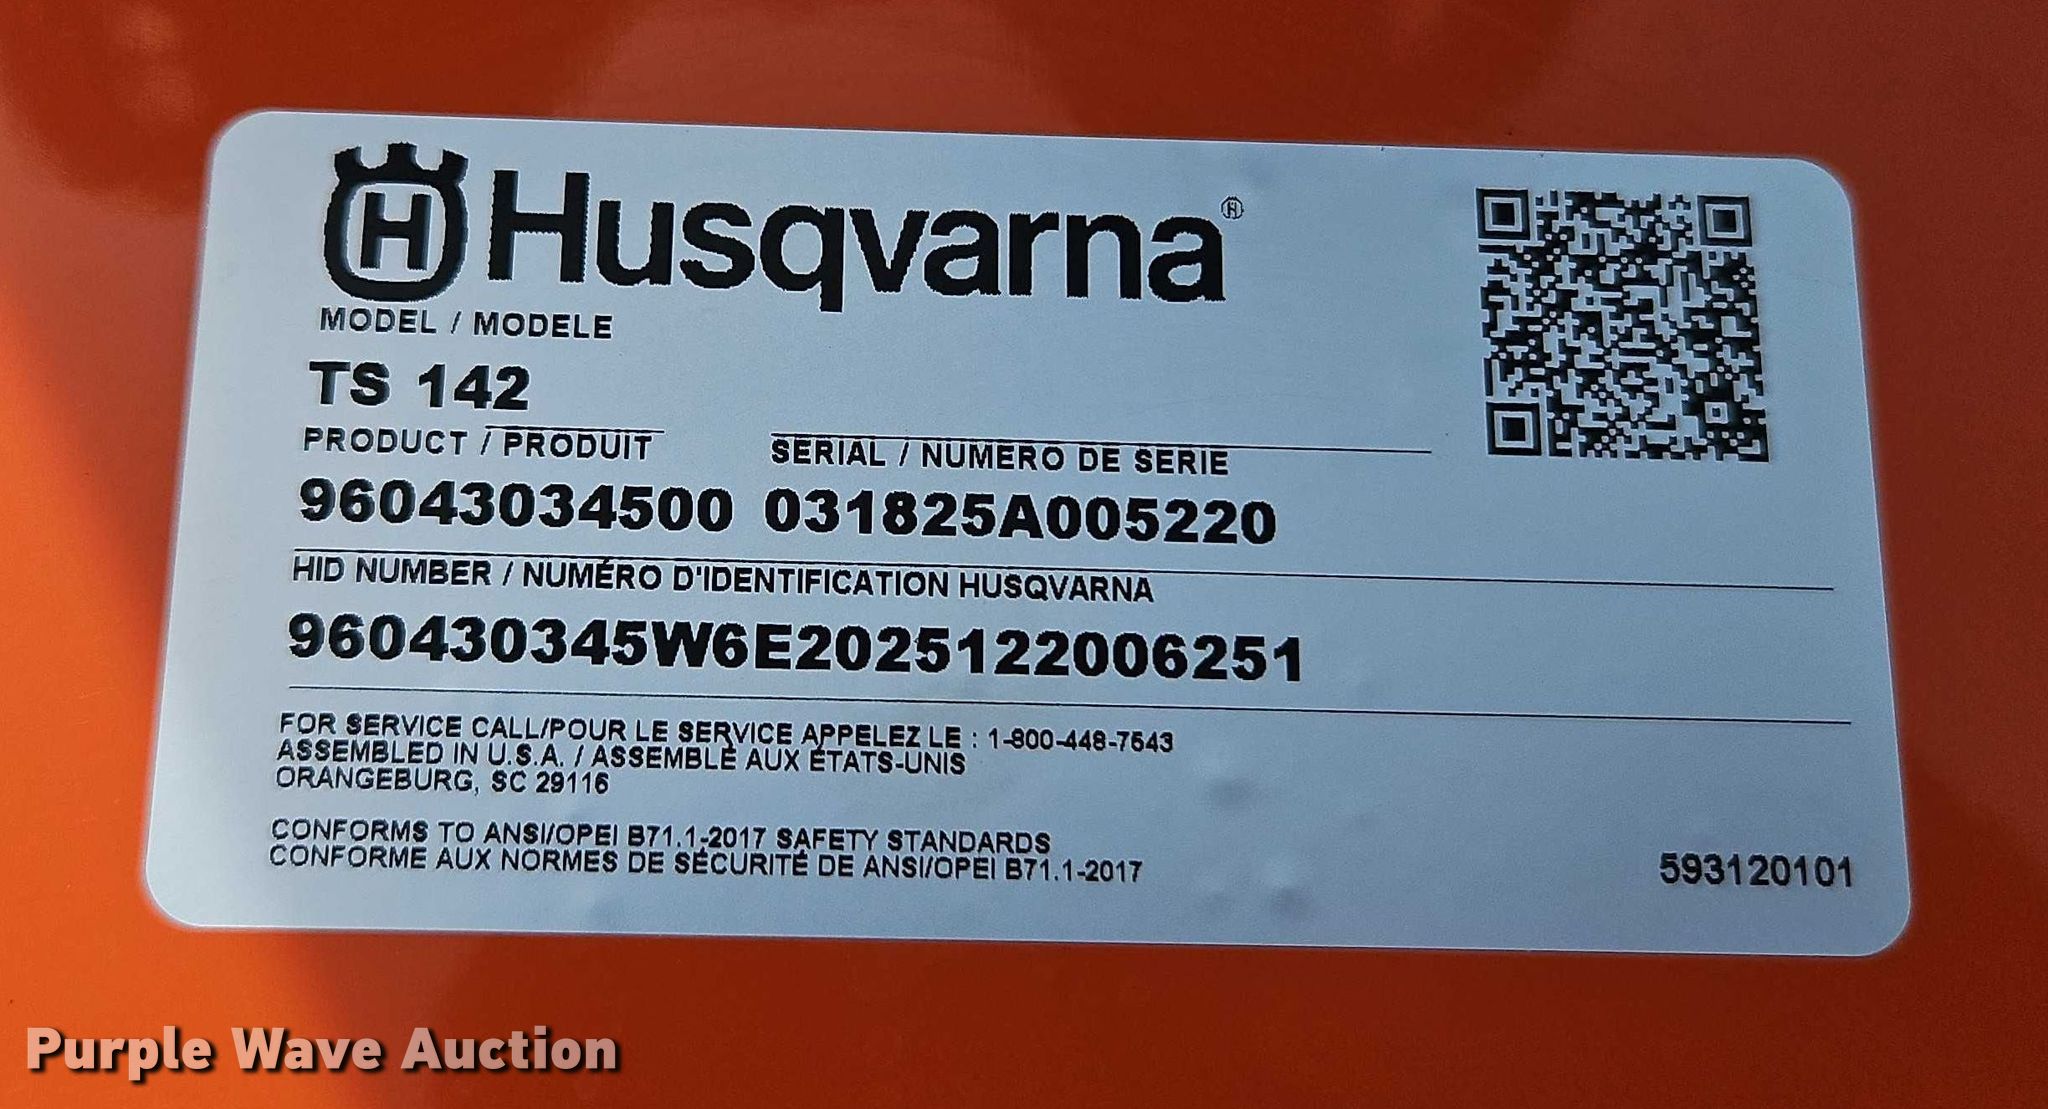 Husqvarna
MODEL / MODELE
TS 142
PRODUCT / PRODUIT SERIAL / NUMERO DE SERIE
96043034500 031825A005220
HID NUMBER / NUMÉRO D'IDENTIFICATION HUSQVARNA
960430345W6E2025122006251
FOR SERVICE CALL/POUR LE SERVICE APPELEZ LE : 1-800-448-7543
ASSEMBLED IN U.S.A. / ASSEMBLÉ AUX ÉTATS-UNIS
ORANGEBURG, SC 29116
CONFORMS TO ANSI/OPEI B71.1-2017 SAFETY STANDARDS
CONFORME AUX NORMES DE SÉCURITÉ DE ANSI/OPEI B71.1-2017
593120101
Purple Wave Auction